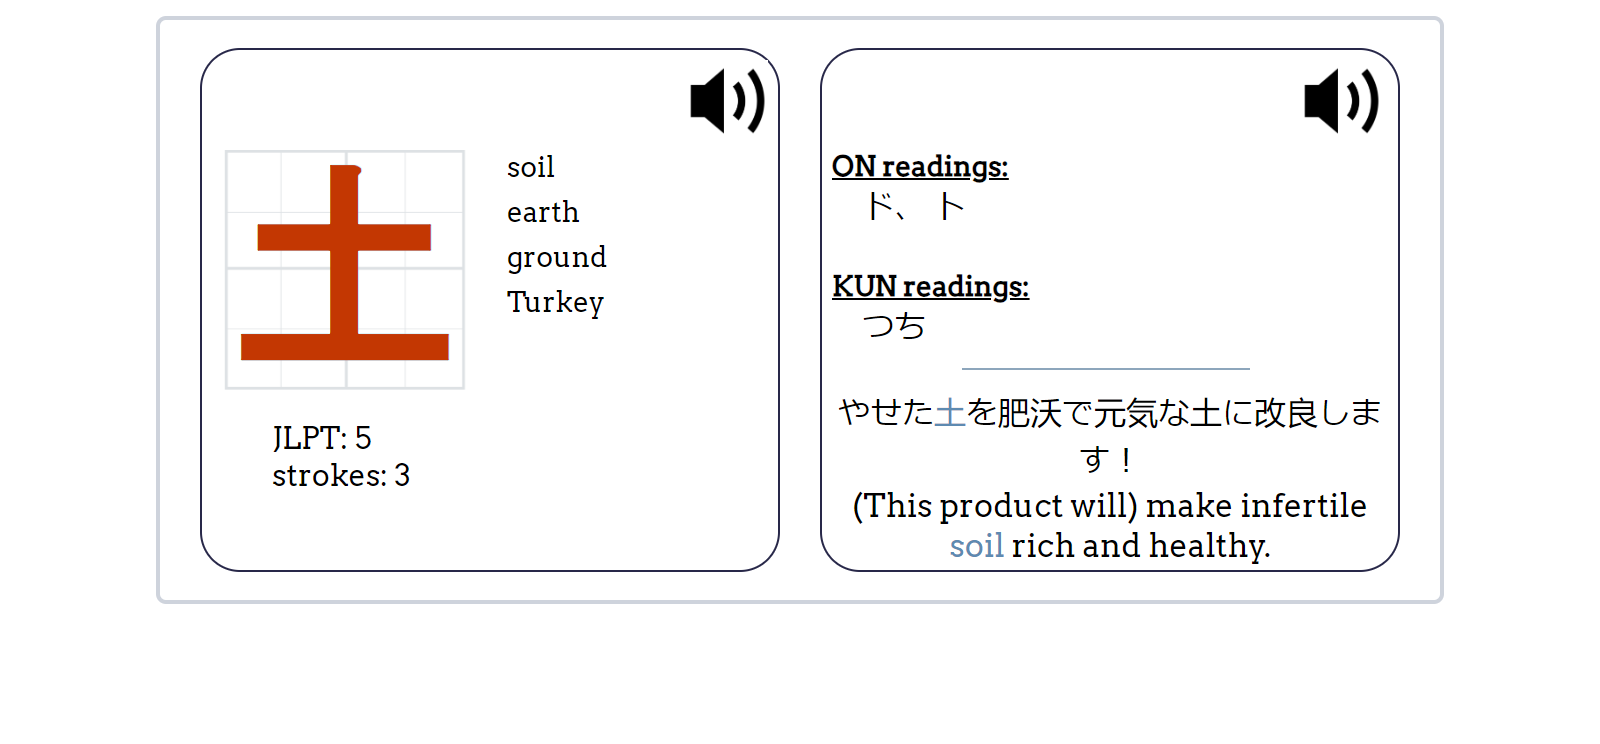 土
soil
earth
ground
Turkey
JLPT: 5
strokes: 3
ON readings:
ド、 ト
KUN readings:
つち
やせた土を肥沃で元気な土に改良しま
す！
(This product will) make infertile
soil rich and healthy.